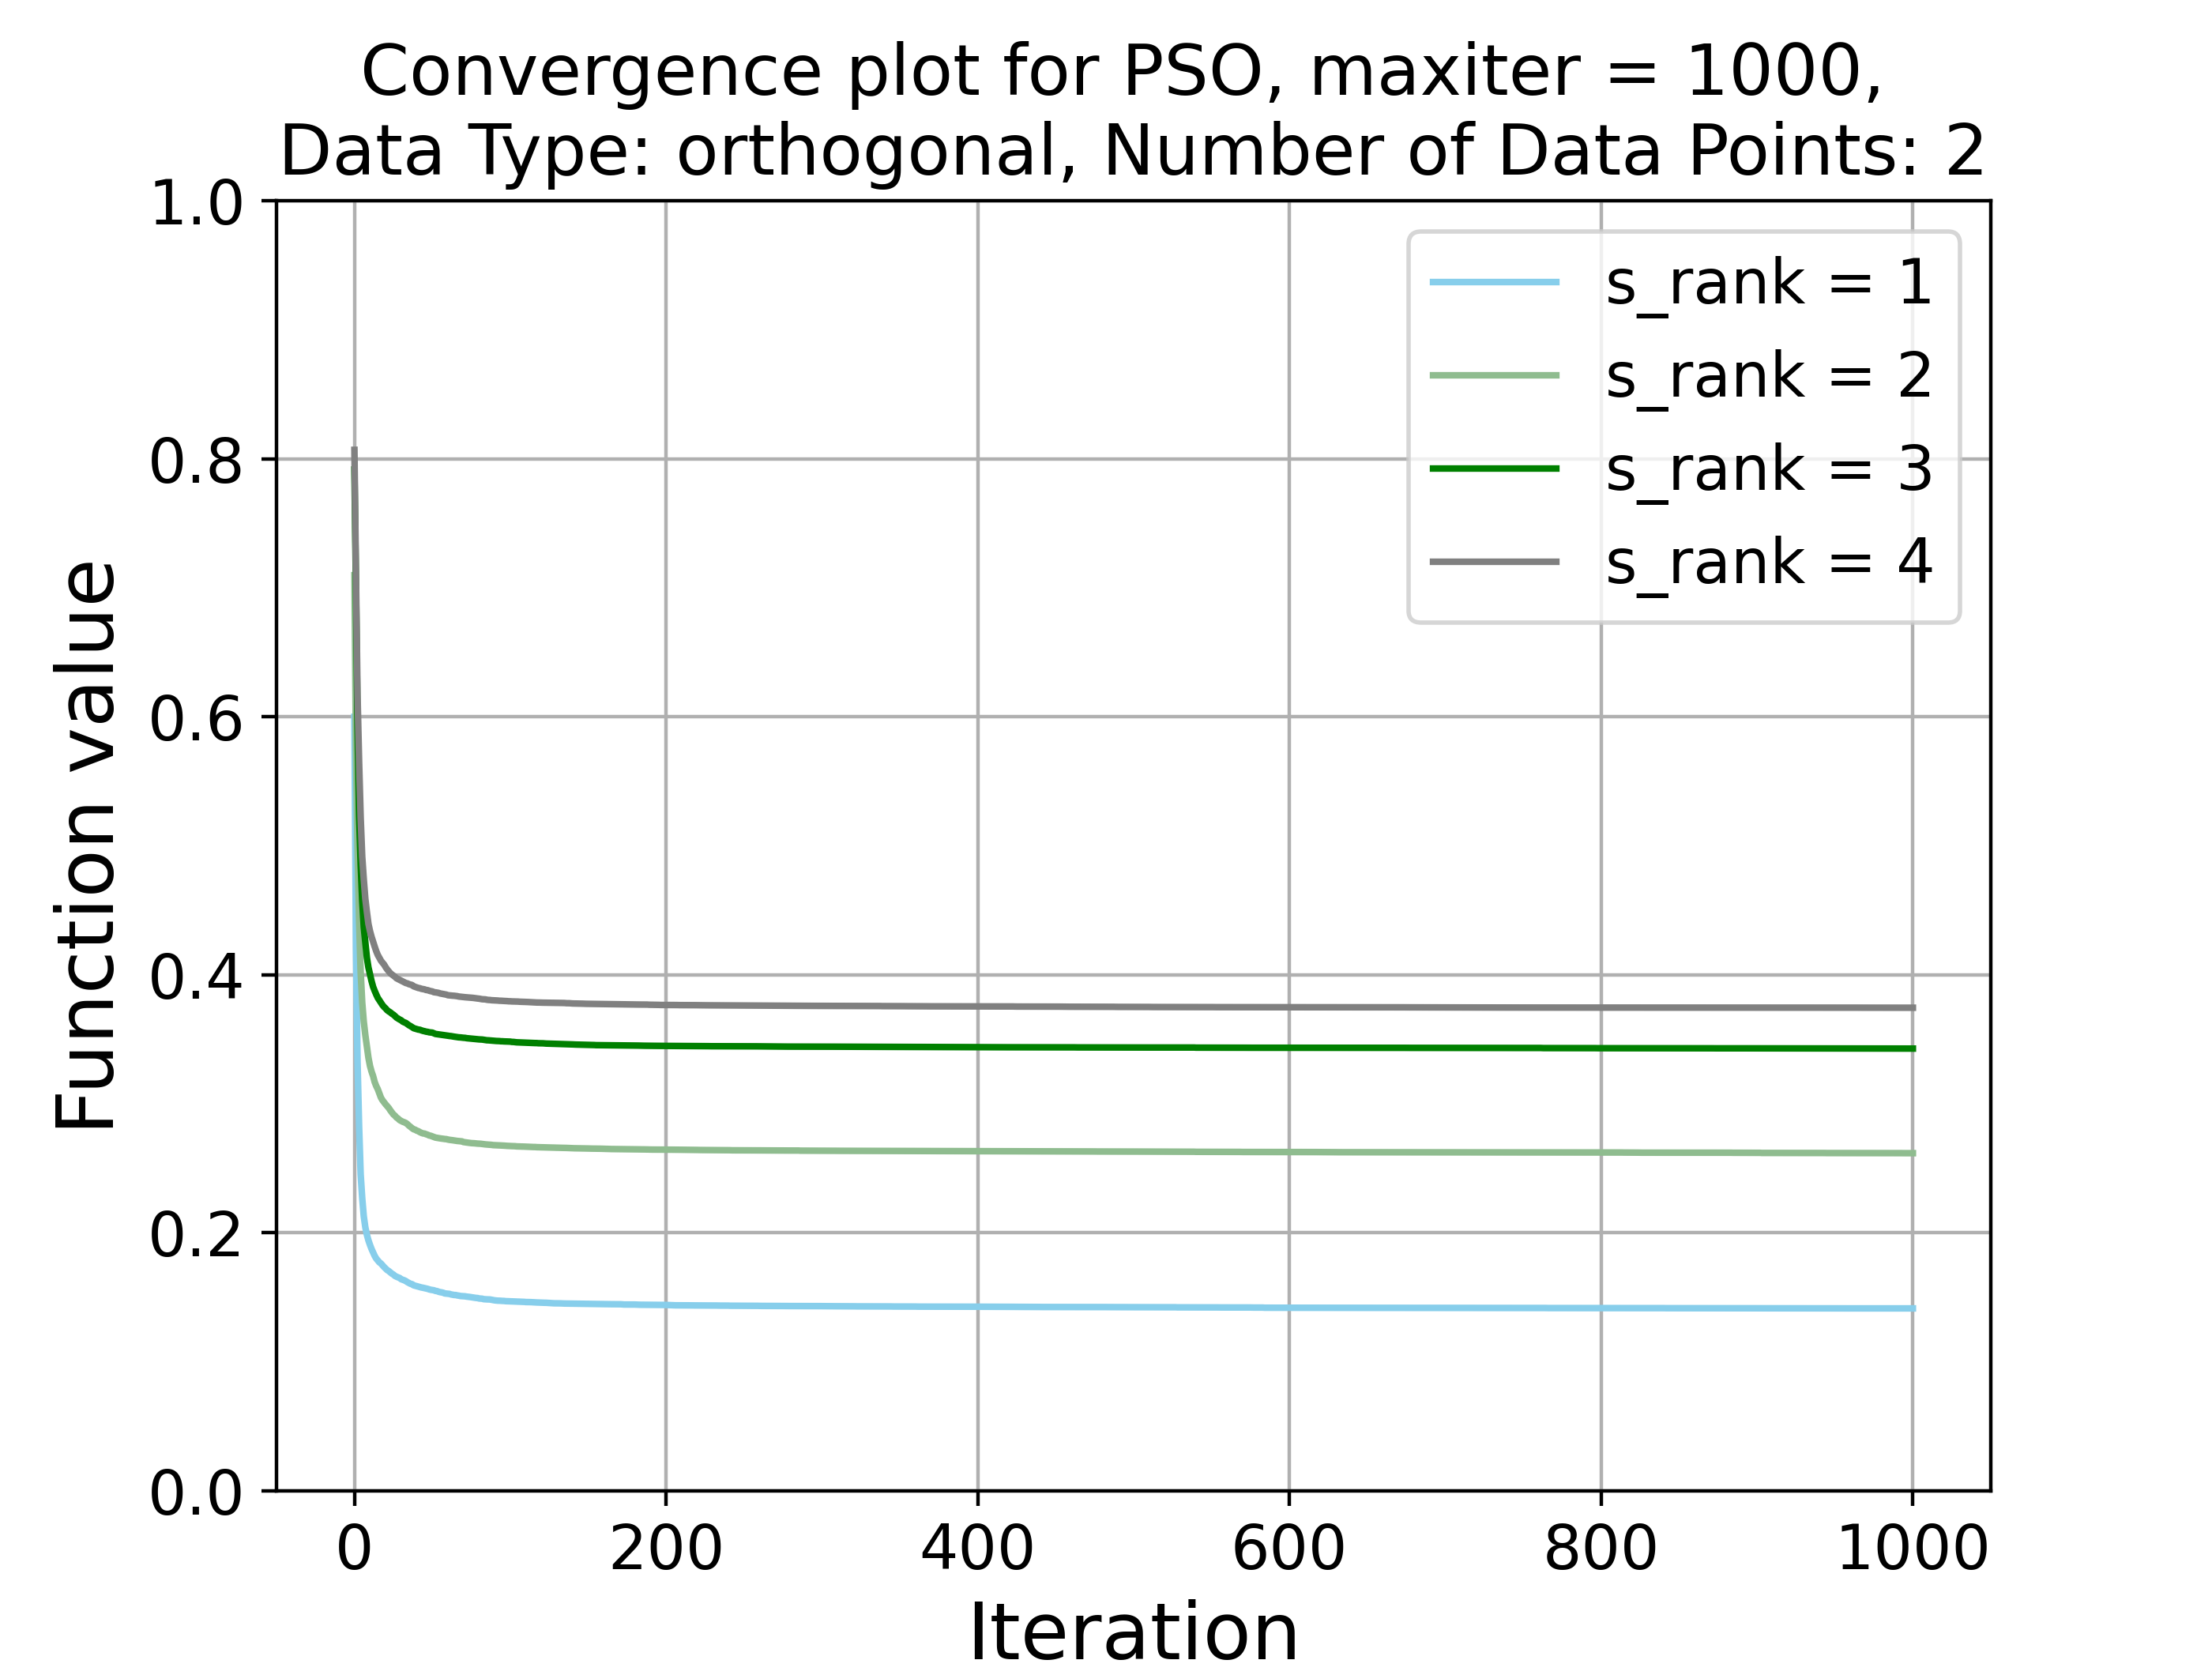 Convergence plot for PSO, maxiter = 1000,
Data Type: orthogonal, Number of Data Points: 2
1.0
0.8
0.6
0.4
0.2
0.0
Function value
s_rank = 1
s_rank = 2
s_rank = 3
s_rank = 4
0 200 400 600 800 1000
Iteration